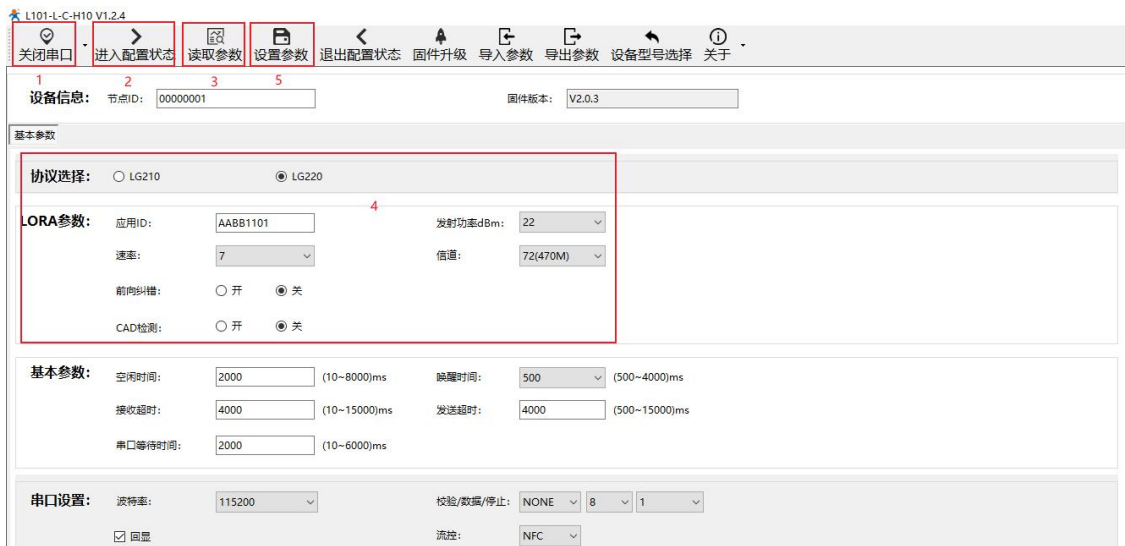 L101-L-C-H10 V1.2.4
关闭串口 进入配置状态 读取参数 设置参数 退出配置状态 固件升级 导入参数 导出参数 设备型号选择 关于
1 2 3 5
设备信息: 节点ID: 00000001 固件版本: V2.0.3
基本参数
协议选择: LG210 LG220
4
LORA参数: 应用ID: AABB1101 发射功率dBm: 22
速率: 7 信道: 72(470M)
前向纠错: 开 关
CAD检测: 开 关
基本参数: 空闲时间: 2000 (10~8000)ms 唤醒时间: 500 (500~4000)ms
接收超时: 4000 (10~15000)ms 发送超时: 4000 (500~15000)ms
串口等待时间: 2000 (10~6000)ms
串口设置: 波特率: 115200 校验/数据/停止: NONE 8 1
回显 流控: NFC